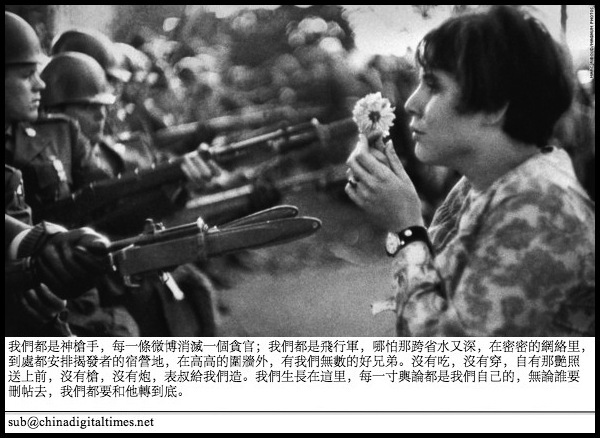 我們都是神槍手，每一條微博消滅一個貪官；我們都是飛行軍，哪怕那跨省水又深，在密密的網絡里，
到處都安排揭發者的宿營地，在高高的圍牆外，有我們無數的好兄弟。沒有吃，沒有穿，自有那艷照
送上前，沒有槍，沒有炮，表叔給我們造。我們生長在這里，每一寸輿論都是我們自己的，無論誰要
刪帖去，我們都要和他轉到底。
sub@chinadigitaltimes.net